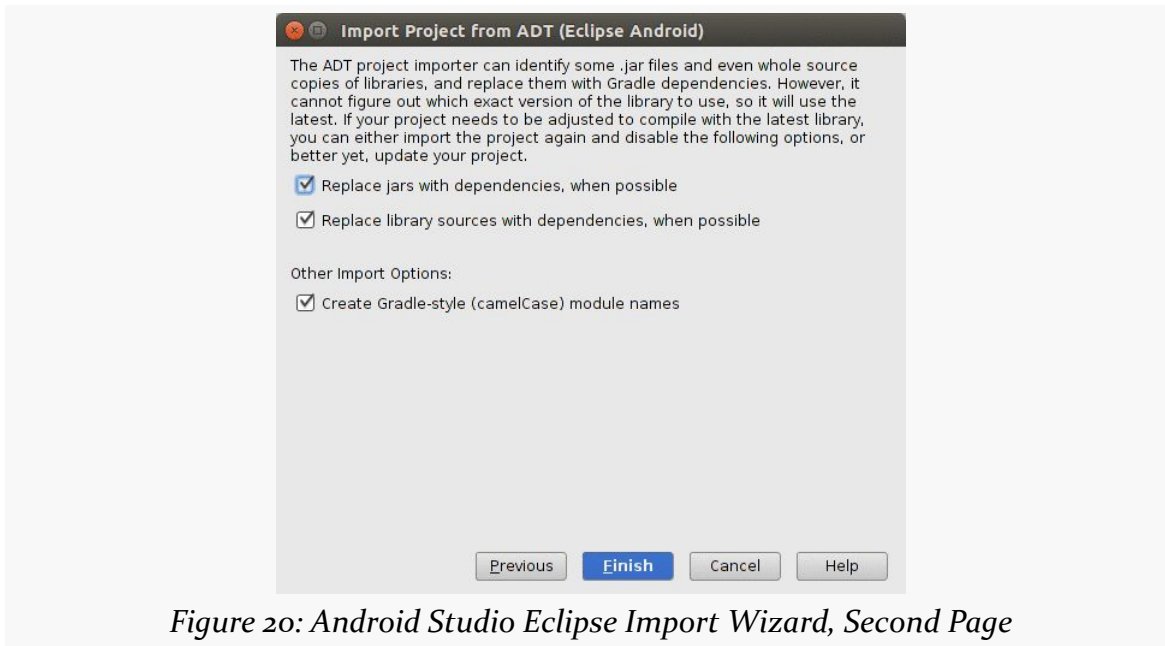 Import Project from ADT (Eclipse Android)
The ADT project importer can identify some .jar files and even whole source
copies of libraries, and replace them with Gradle dependencies. However, it
cannot figure out which exact version of the library to use, so it will use the
latest. If your project needs to be adjusted to compile with the latest library,
you can either import the project again and disable the following options, or
better yet, update your project.
Replace jars with dependencies, when possible
Replace library sources with dependencies, when possible
Other Import Options:
Create Gradle-style (camelCase) module names
Previous Finish Cancel Help
Figure 20: Android Studio Eclipse Import Wizard, Second Page